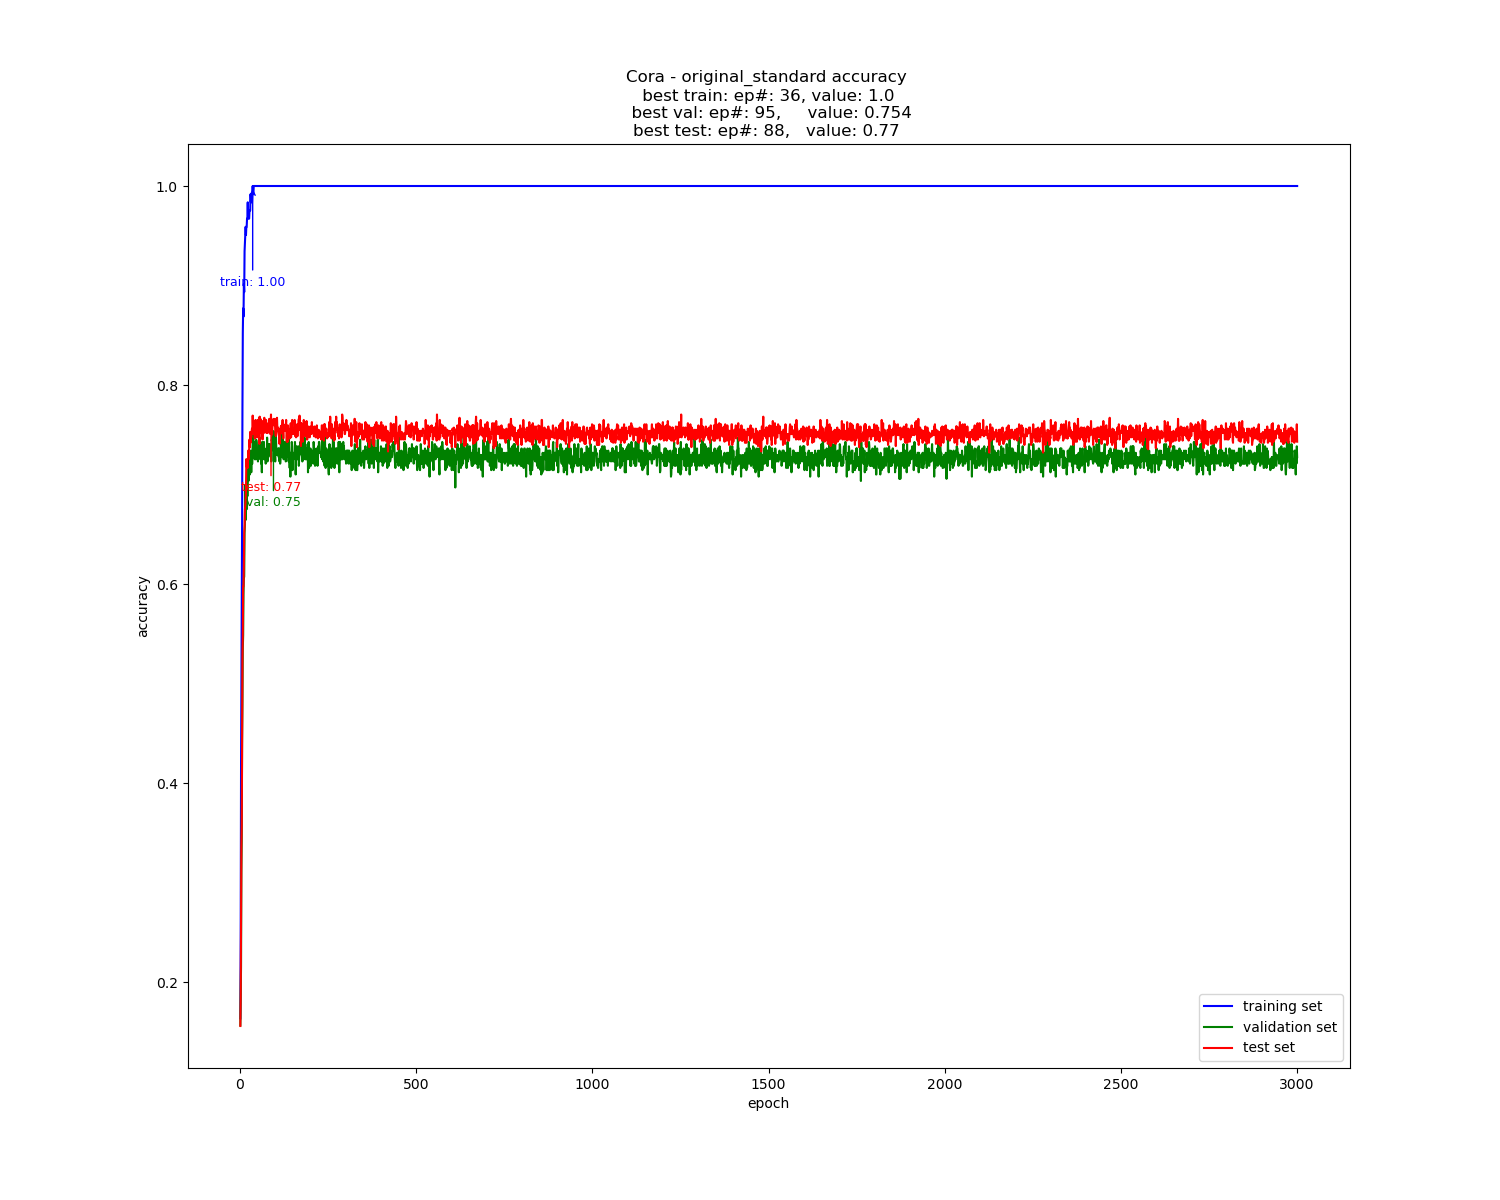 Cora - original_standard accuracy
best train: ep#: 36, value: 1.0
best val: ep#: 95, value: 0.754
best test: ep#: 88, value: 0.77
1.0
0.8
0.6
0.4
0.2
accuracy
train: 1.00
test: 0.77
val: 0.75
training set
validation set
test set
0 500 1000 1500 2000 2500 3000
epoch